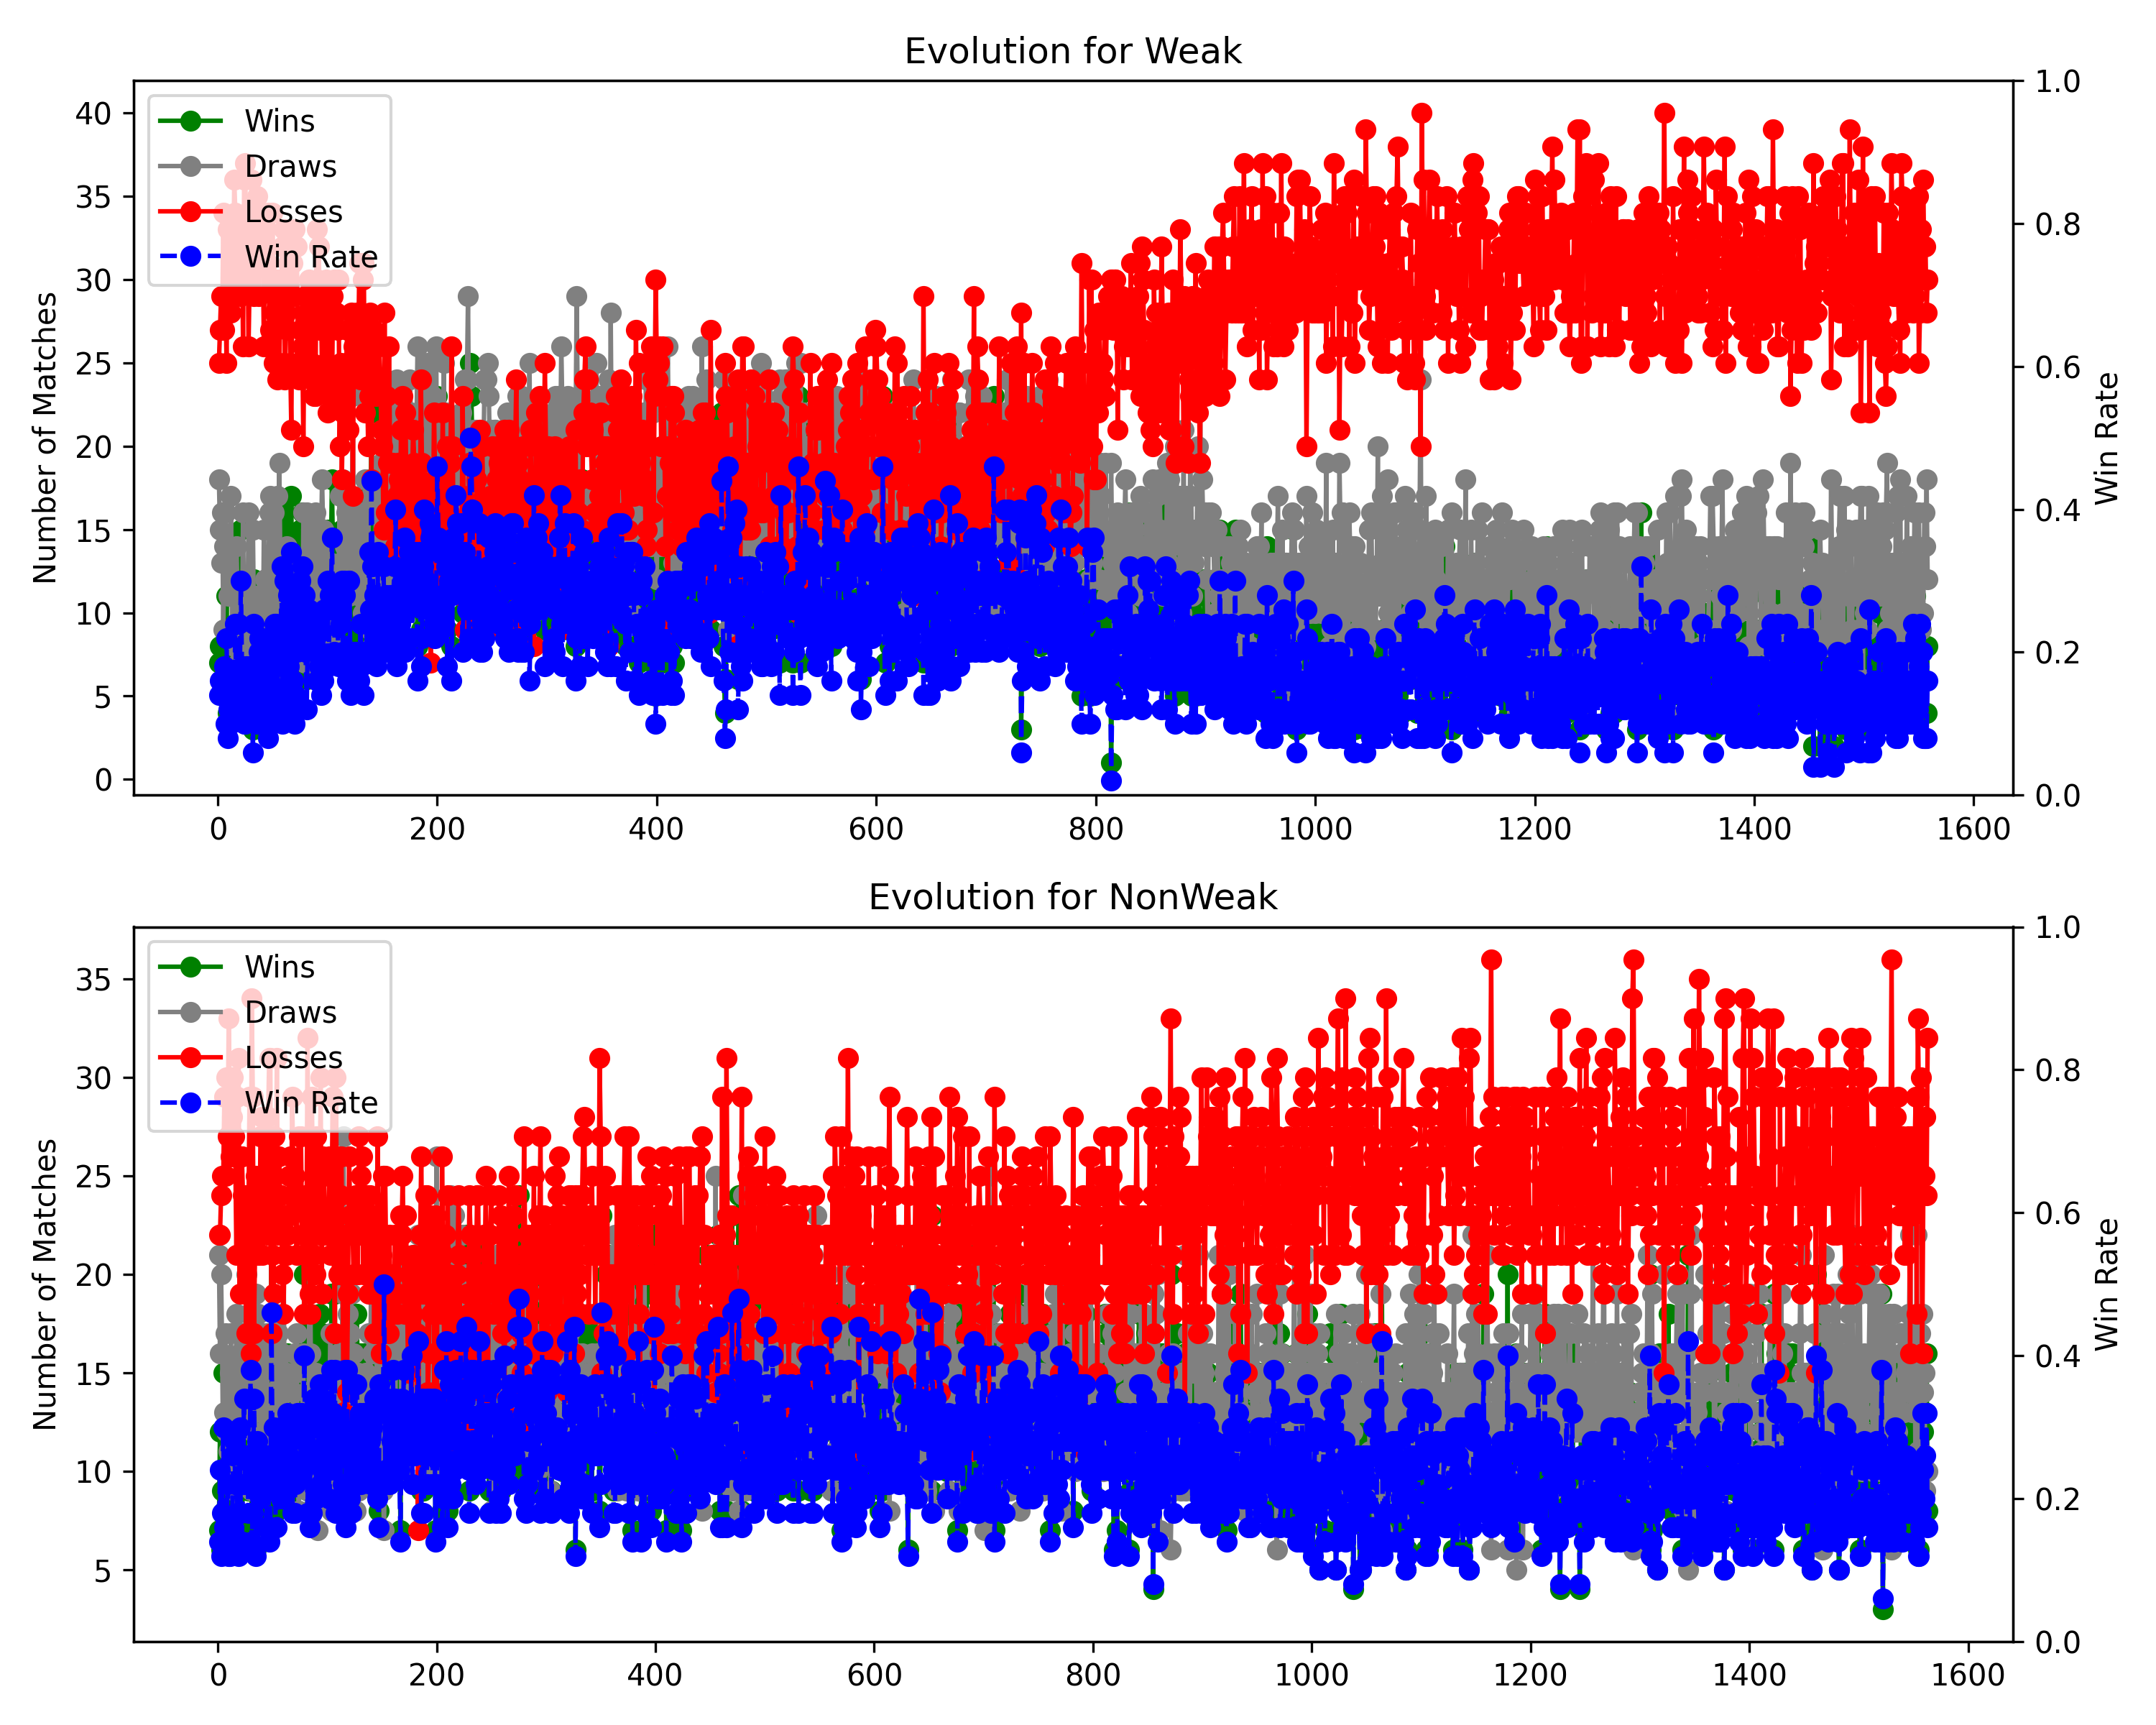 Evolution for Weak
Wins
Draws
Losses
Win Rate
Number of Matches
40
35
30
25
20
15
10
5
0
1.0
0.8
0.6
0.4
0.2
0.0
Win Rate
0 200 400 600 800 1000 1200 1400 1600
Evolution for NonWeak
Wins
Draws
Losses
Win Rate
Number of Matches
35
30
25
20
15
10
5
1.0
0.8
0.6
0.4
0.2
0.0
Win Rate
0 200 400 600 800 1000 1200 1400 1600